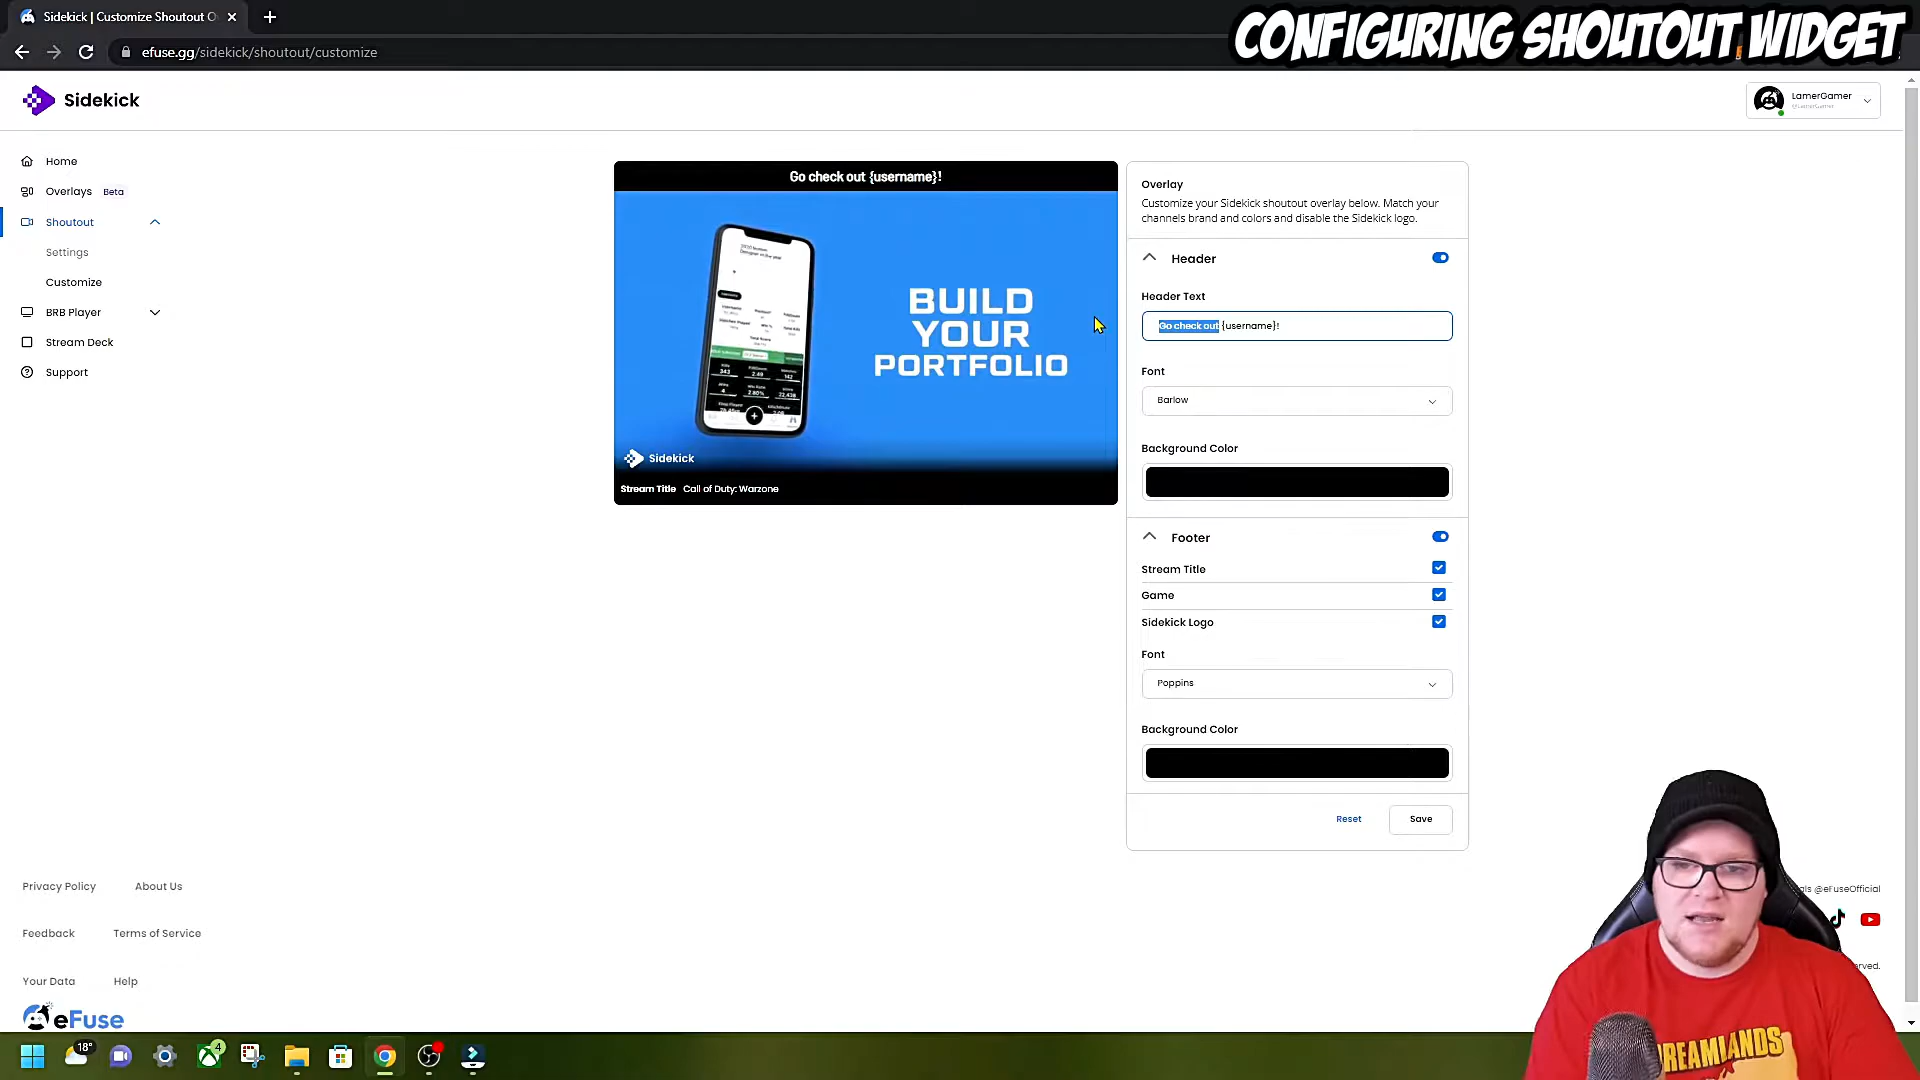 Sidekick | Customize Shoutout O
CONFIGURING SHOUTOUT WIDGET
efuse.gg/sidekick/shoutout/customize
Sidekick
LamerGamer
@LamerGamer
Home
Overlays Beta
Shoutout
Settings
Customize
BRB Player
Stream Deck
Support
Go check out {username}!
BUILD
YOUR
PORTFOLIO
Sidekick
Stream Title Call of Duty: Warzone
Overlay
Customize your Sidekick shoutout overlay below. Match your
channels brand and colors and disable the Sidekick logo.
Header
Header Text
Go check out {username}!
Font
Barlow
Background Color
Footer
Stream Title
Game
Sidekick Logo
Font
Poppins
Background Color
Reset Save
Privacy Policy About Us
Feedback Terms of Service
Your Data Help
eFuse
@eFuseOfficial
18°
4
DREAMLANDS